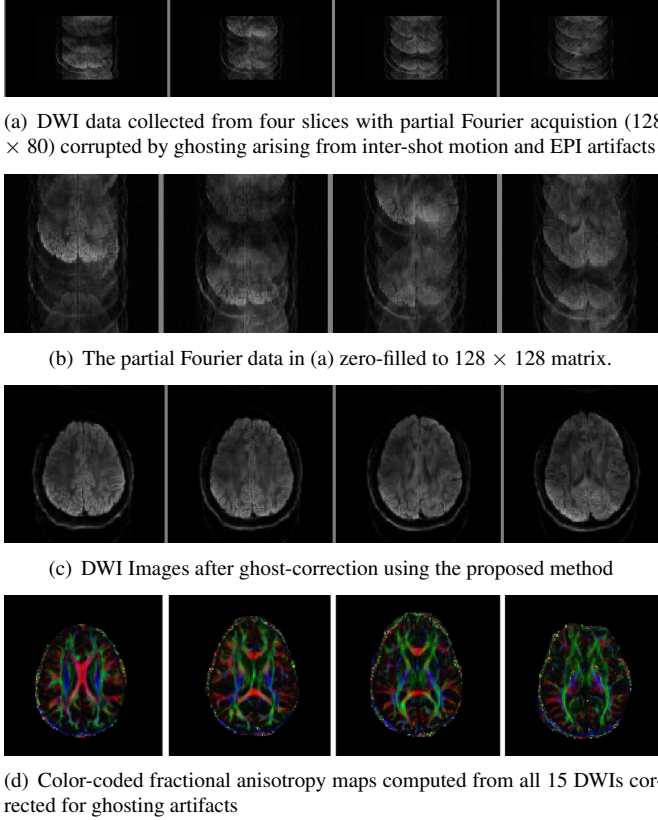 (a) DWI data collected from four slices with partial Fourier acquistion (128
× 80) corrupted by ghosting arising from inter-shot motion and EPI artifacts
(b) The partial Fourier data in (a) zero-filled to 128 × 128 matrix.
(c) DWI Images after ghost-correction using the proposed method
(d) Color-coded fractional anisotropy maps computed from all 15 DWIs cor-
rected for ghosting artifacts